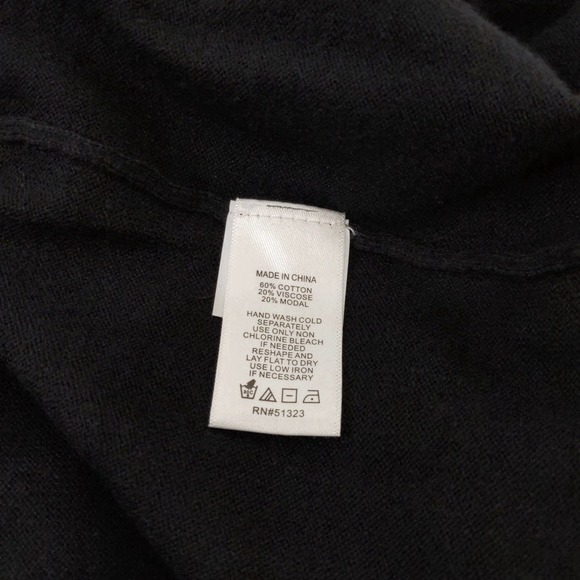 MADE IN CHINA
60% COTTON
20% VISCOSE
20% MODAL
HAND WASH COLD
SEPARATELY
USE ONLY NON
CHLORINE BLEACH
IF NEEDED
RESHAPE AND
LAY FLAT TO DRY
USE LOW IRON
IF NECESSARY
RN#51323